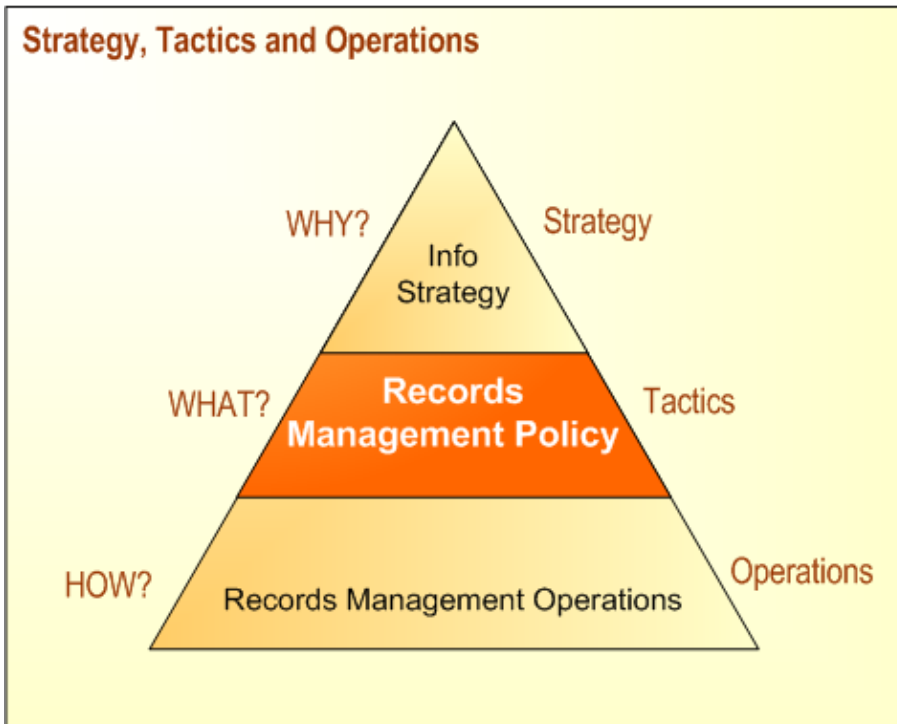 Strategy, Tactics and Operations
WHY?
Info
Strategy
Strategy
WHAT?
Records
Management Policy
Tactics
HOW?
Records Management Operations
Operations